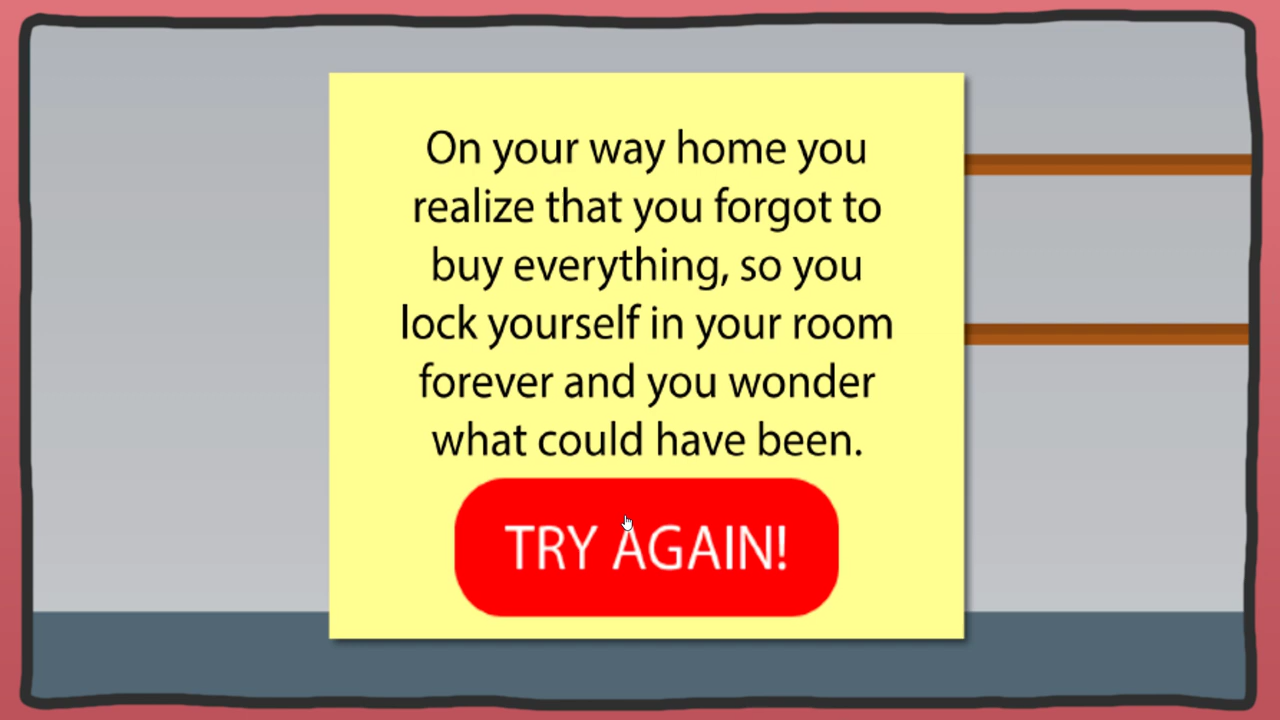 On your way home you
realize that you forgot to
buy everything, so you
lock yourself in your room
forever and you wonder
what could have been.
TRY AGAIN!